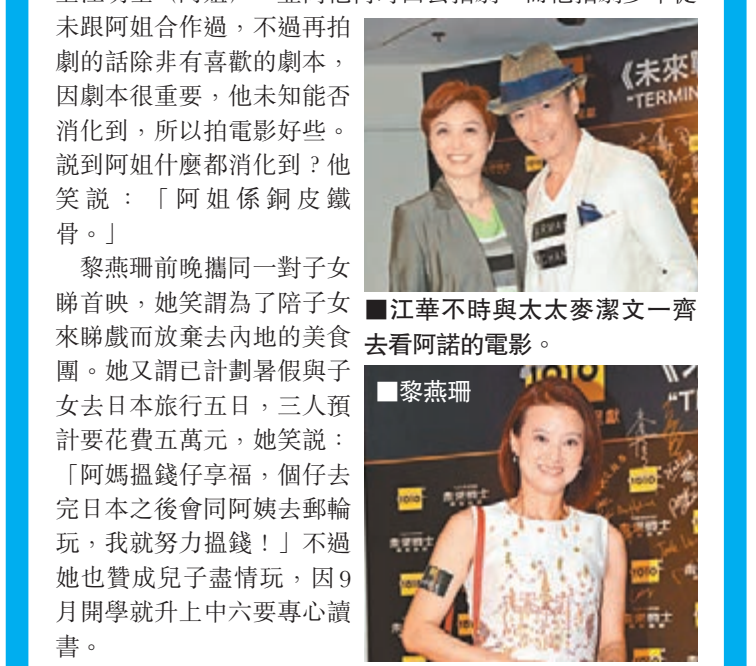 未跟阿姐合作過，不過再拍
劇的話除非有喜歡的劇本，
因劇本很重要，他未知能否
消化到，所以拍電影好些。
説到阿姐什麼都消化到？他
笑説：「阿姐係銅皮鐵
骨。」
黎燕珊前晚攜同一對子女
睇首映，她笑謂為了陪子女
來睇戲而放棄去內地的美食
團。她又謂已計劃暑假與子
女去日本旅行五日，三人預
計要花費五萬元，她笑説：
「阿媽搵錢仔享福，個仔去
完日本之後會同阿姨去郵輪
玩，我就努力搵錢！」不過
她也贊成兒子盡情玩，因9
月開學就升上中六要專心讀
書。
《未來
"TERMIN
■江華不時與太太麥潔文一齊
去看阿諾的電影。
■黎燕珊
1010
獻
"T
1010
1010
1010